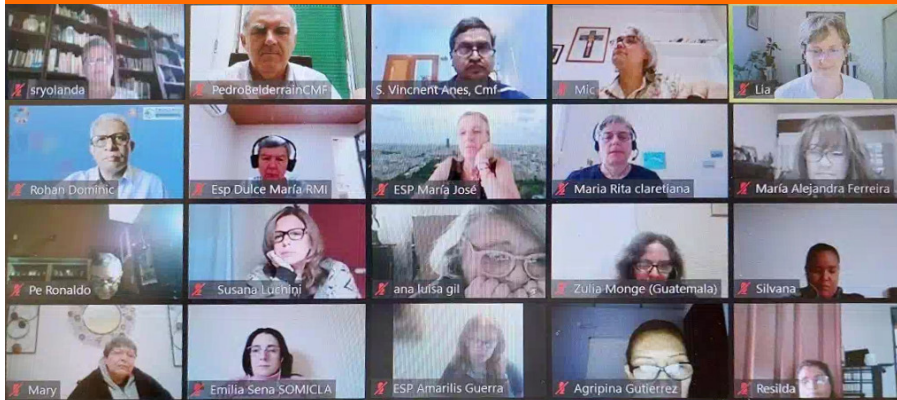 sryolanda
PedroBelderrainCMF
S. Vincnent Anes, Cmf
Mic
Lia
Rohan Dominic
Esp Dulce María RMI
ESP María José
Maria Rita claretiana
María Alejandra Ferreira
Pe Ronaldo
Susana Luchini
ana luisa gil
Zulia Monge (Guatemala)
Silvana
Mary
Emilia Sena SOMICLA
ESP Amarilis Guerra
Agripina Gutierrez
Resilda